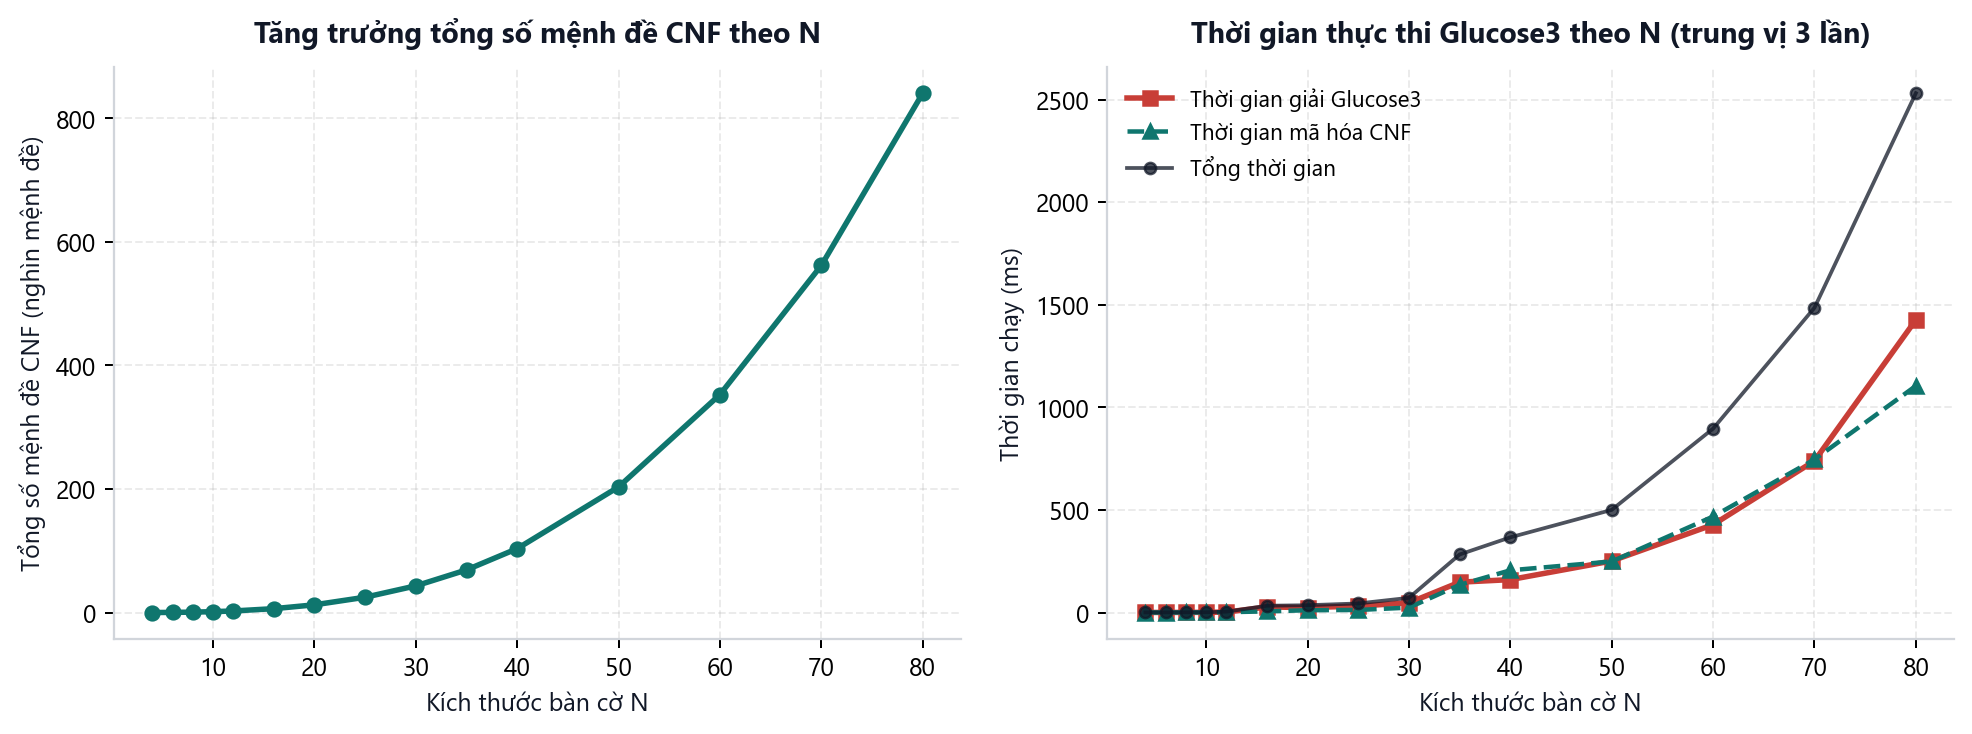 Tăng trưởng tổng số mệnh đề CNF theo N
Tổng số mệnh đề CNF (nghìn mệnh đề)
800
600
400
200
0
10 20 30 40 50 60 70 80
Kích thước bàn cờ N
Thời gian thực thi Glucose3 theo N (trung vị 3 lần)
Thời gian giải Glucose3
Thời gian mã hóa CNF
Tổng thời gian
Thời gian chạy (ms)
2500
2000
1500
1000
500
0
10 20 30 40 50 60 70 80
Kích thước bàn cờ N